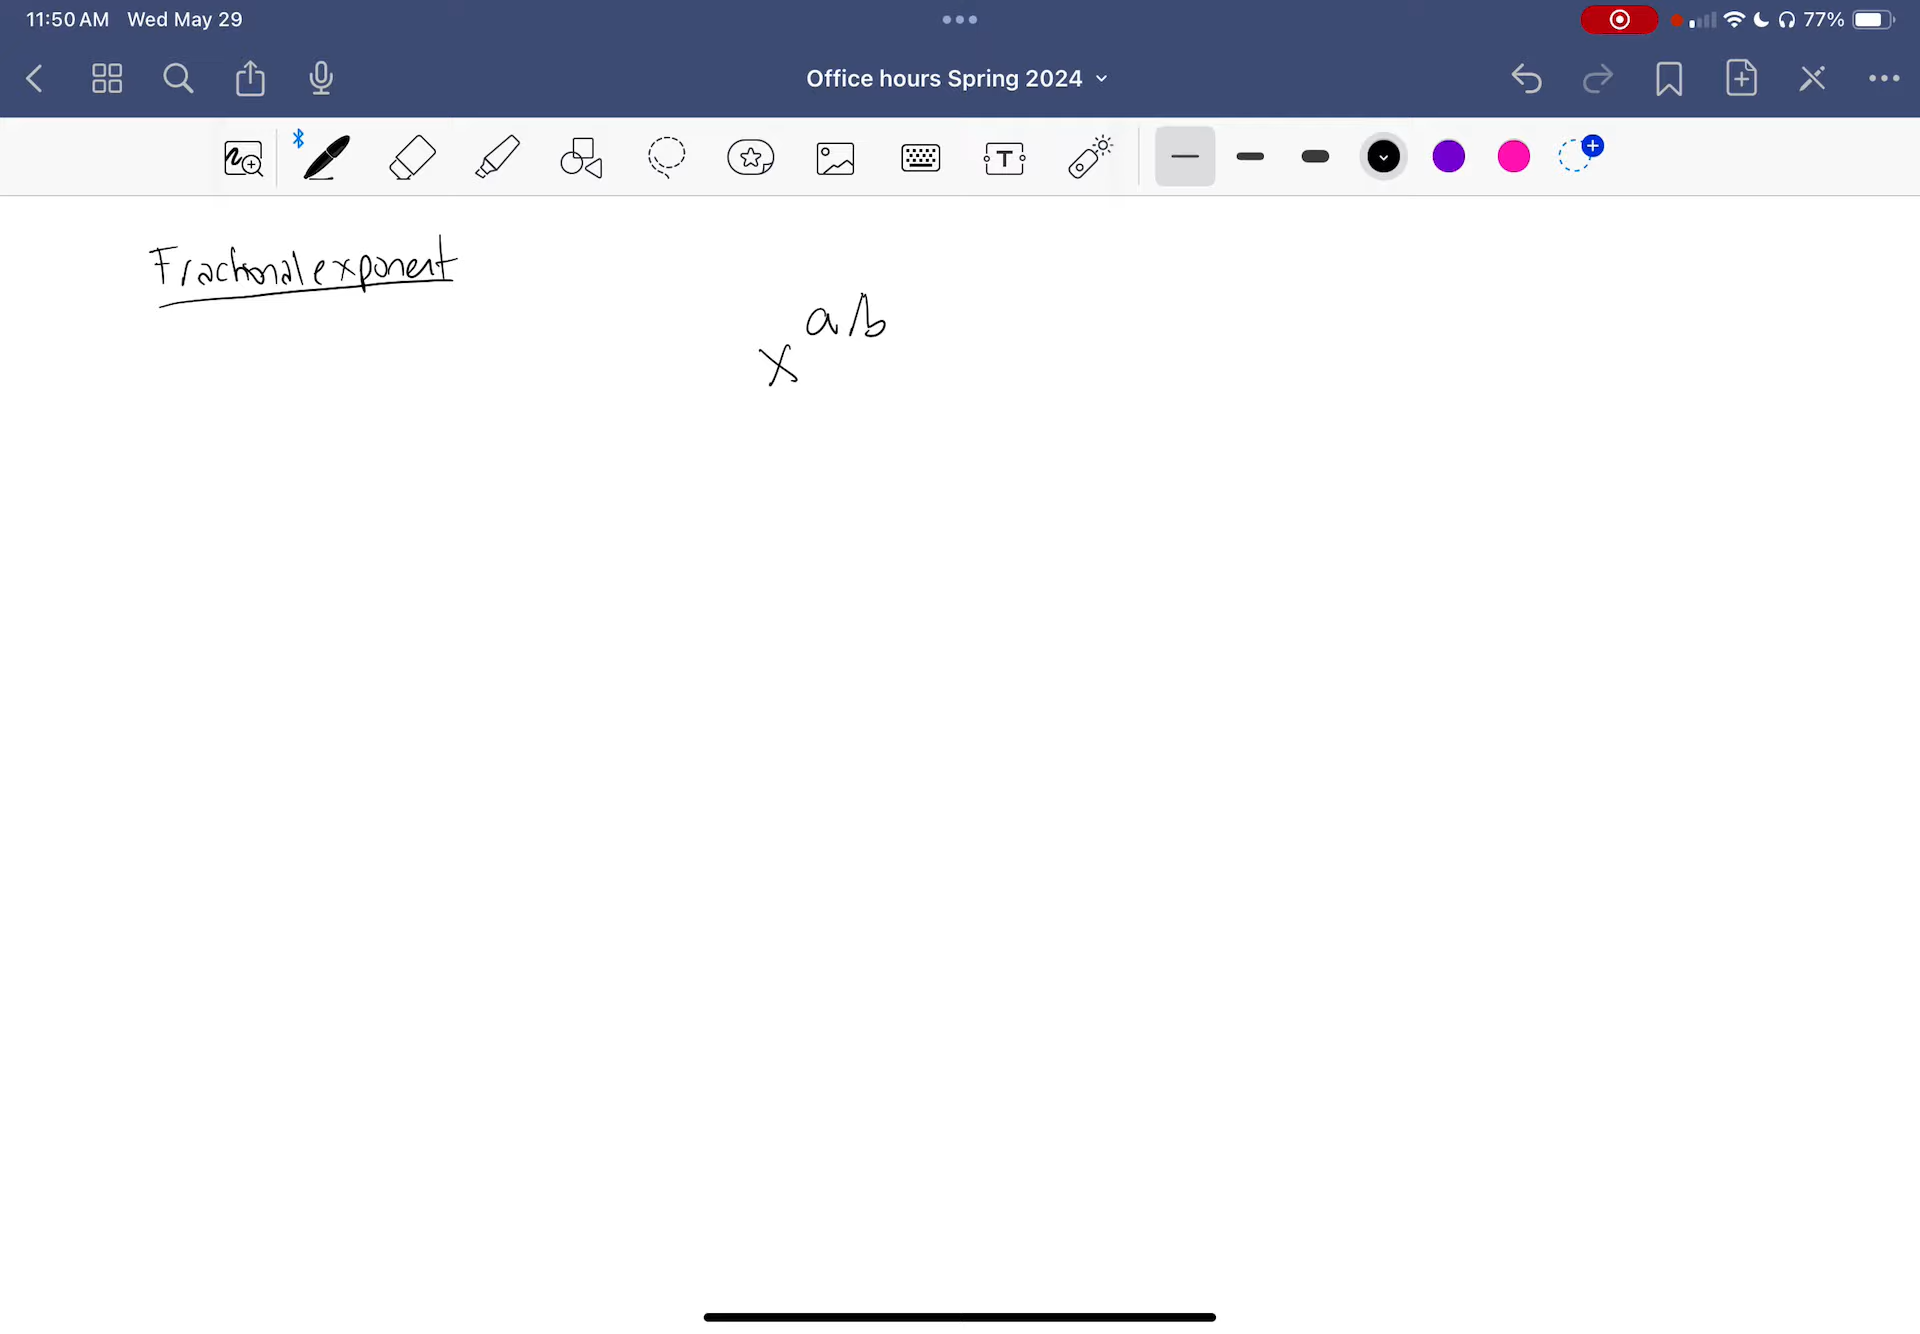 11:50 AM Wed May 29
77%
Office hours Spring 2024
T
Fractional exponent
x^{a/b}